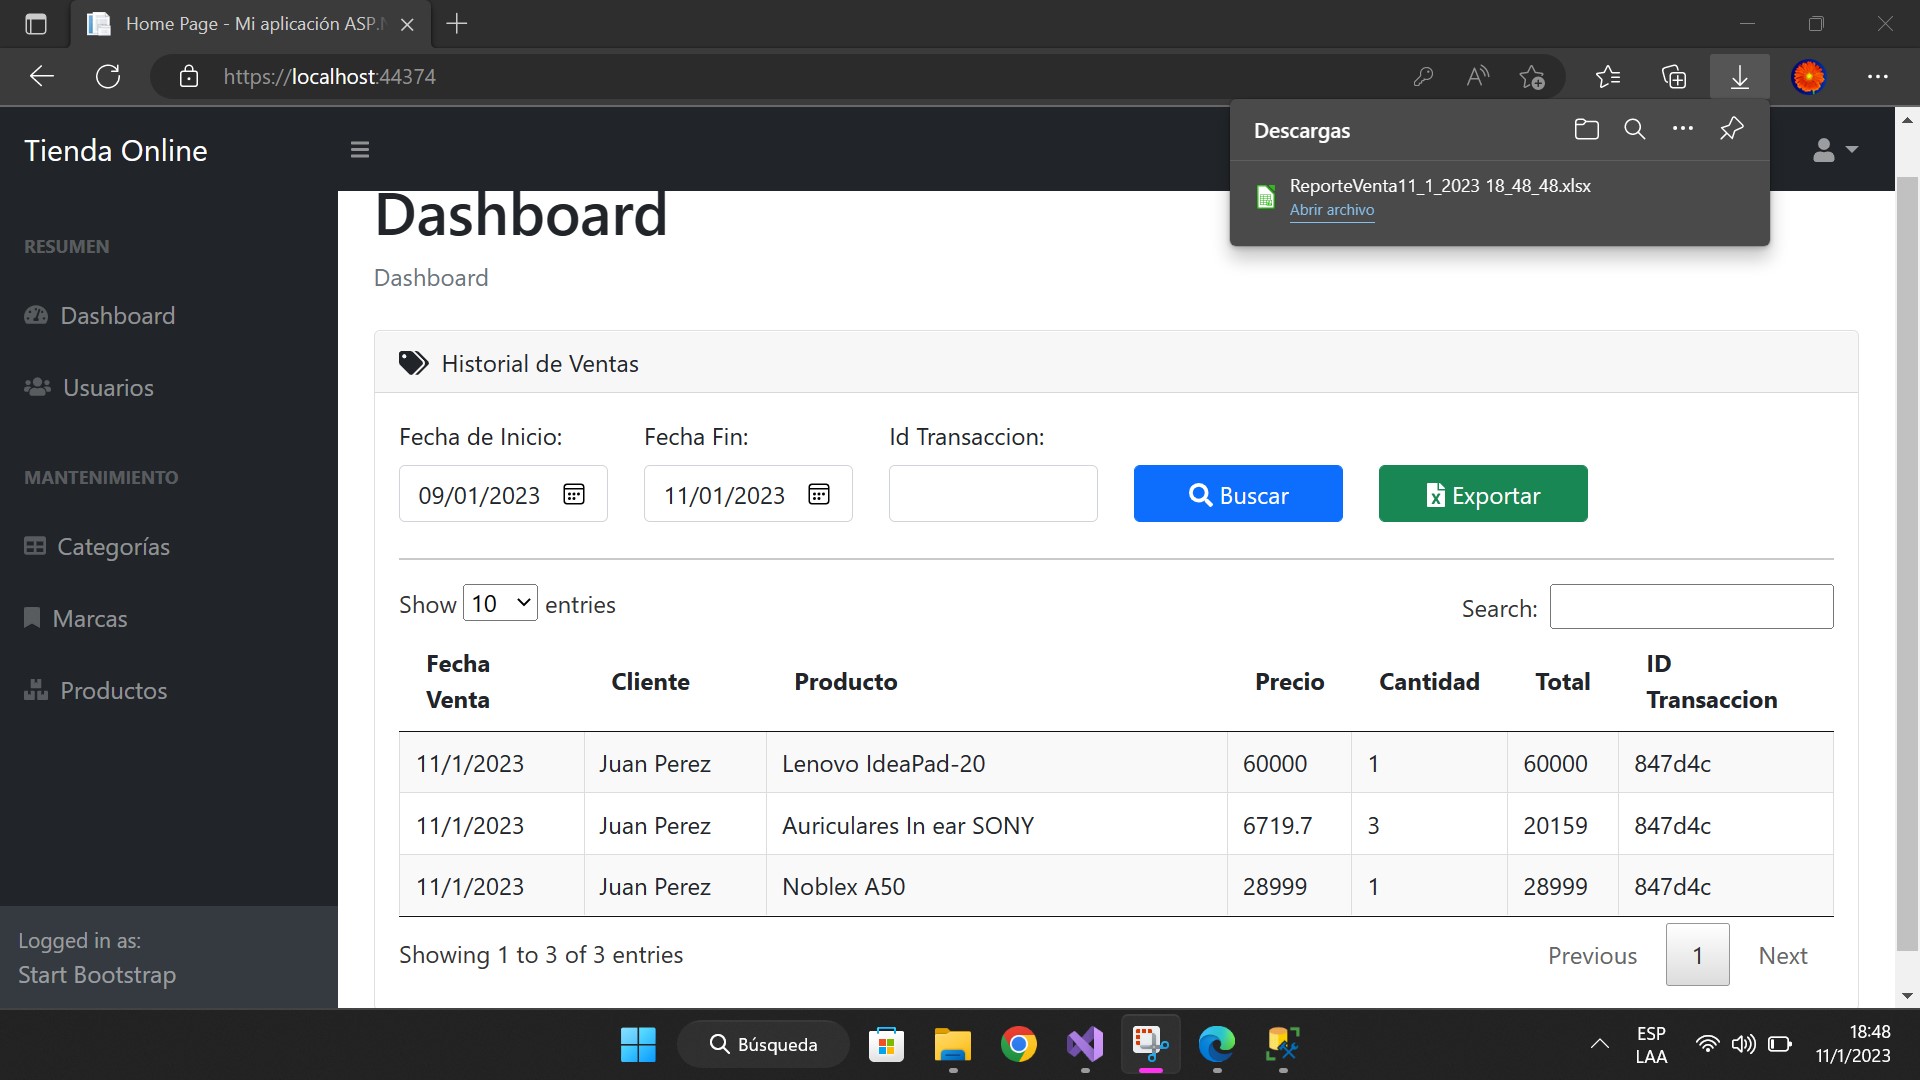 Home Page - Mi aplicación ASP.N
https://localhost:44374
Descargas
ReporteVenta11_1_2023 18_48_48.xlsx
Abrir archivo
Tienda Online
RESUMEN
Dashboard
Usuarios
MANTENIMIENTO
Categorías
Marcas
Productos
Logged in as:
Start Bootstrap
Dashboard
Dashboard
Historial de Ventas
Fecha de Inicio: Fecha Fin: Id Transaccion:
09/01/2023 11/01/2023 Buscar Exportar
Show 10 entries Search:
Fecha Venta Cliente Producto Precio Cantidad Total ID Transaccion
11/1/2023 Juan Perez Lenovo IdeaPad-20 60000 1 60000 847d4c
11/1/2023 Juan Perez Auriculares In ear SONY 6719.7 3 20159 847d4c
11/1/2023 Juan Perez Noblex A50 28999 1 28999 847d4c
Showing 1 to 3 of 3 entries Previous 1 Next
Búsqueda
ESP
LAA
18:48
11/1/2023